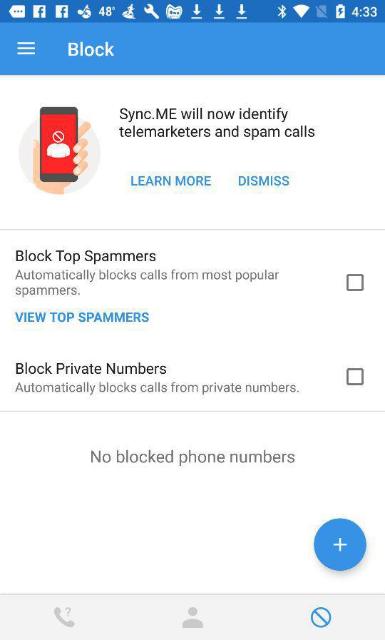 48°
4:33
Block
Sync.ME will now identify
telemarketers and spam calls
LEARN MORE DISMISS
Block Top Spammers
Automatically blocks calls from most popular
spammers.
VIEW TOP SPAMMERS
Block Private Numbers
Automatically blocks calls from private numbers.
No blocked phone numbers
+
?